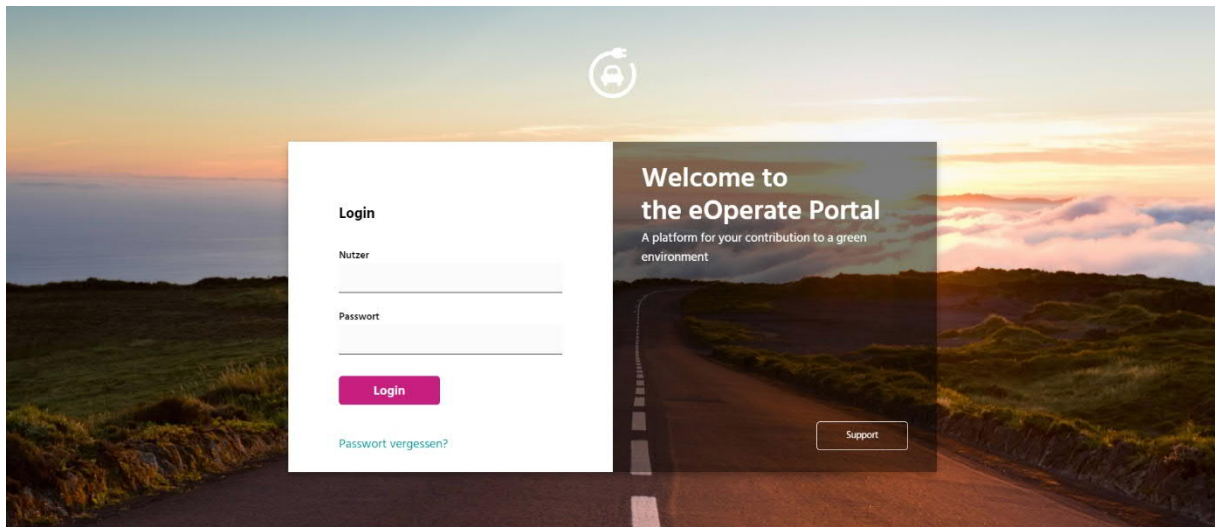 Login
Nutzer
Passwort
Login
Passwort vergessen?
Welcome to
the eOperate Portal
A platform for your contribution to a green
environment
Support